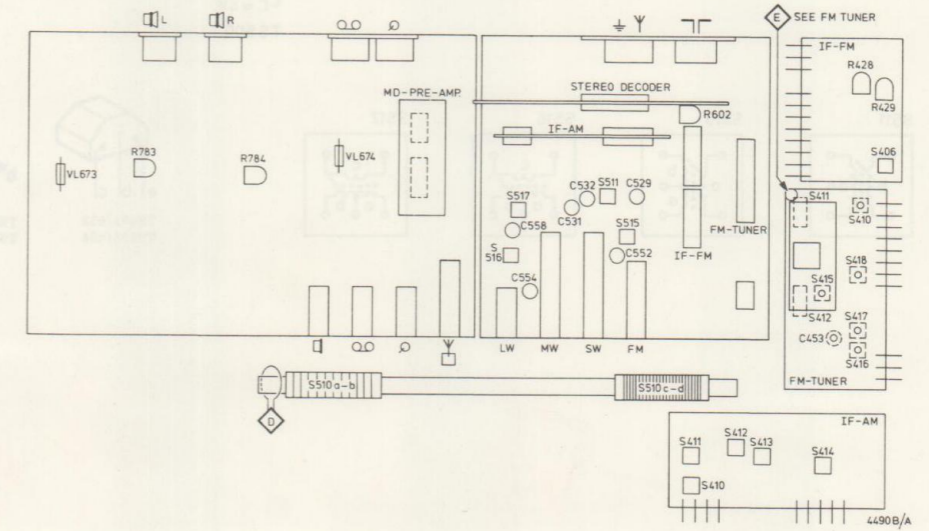 L
R
E
SEE FM TUNER
IF-FM
R428
R429
S406
STEREO DECODER
MD-PRE-AMP.
R602
IF-AM
VL673
R783
R784
VL674
S517
C532
S511
C529
C531
C558
S515
S
516
C552
C554
IF-FM
FM-TUNER
S411
S410
S418
S415
S412
S417
C453
S416
FM-TUNER
LW
MW
SW
FM
S510a-b
S510c-d
D
IF-AM
S411
S412
S413
S414
S410
4490B/A